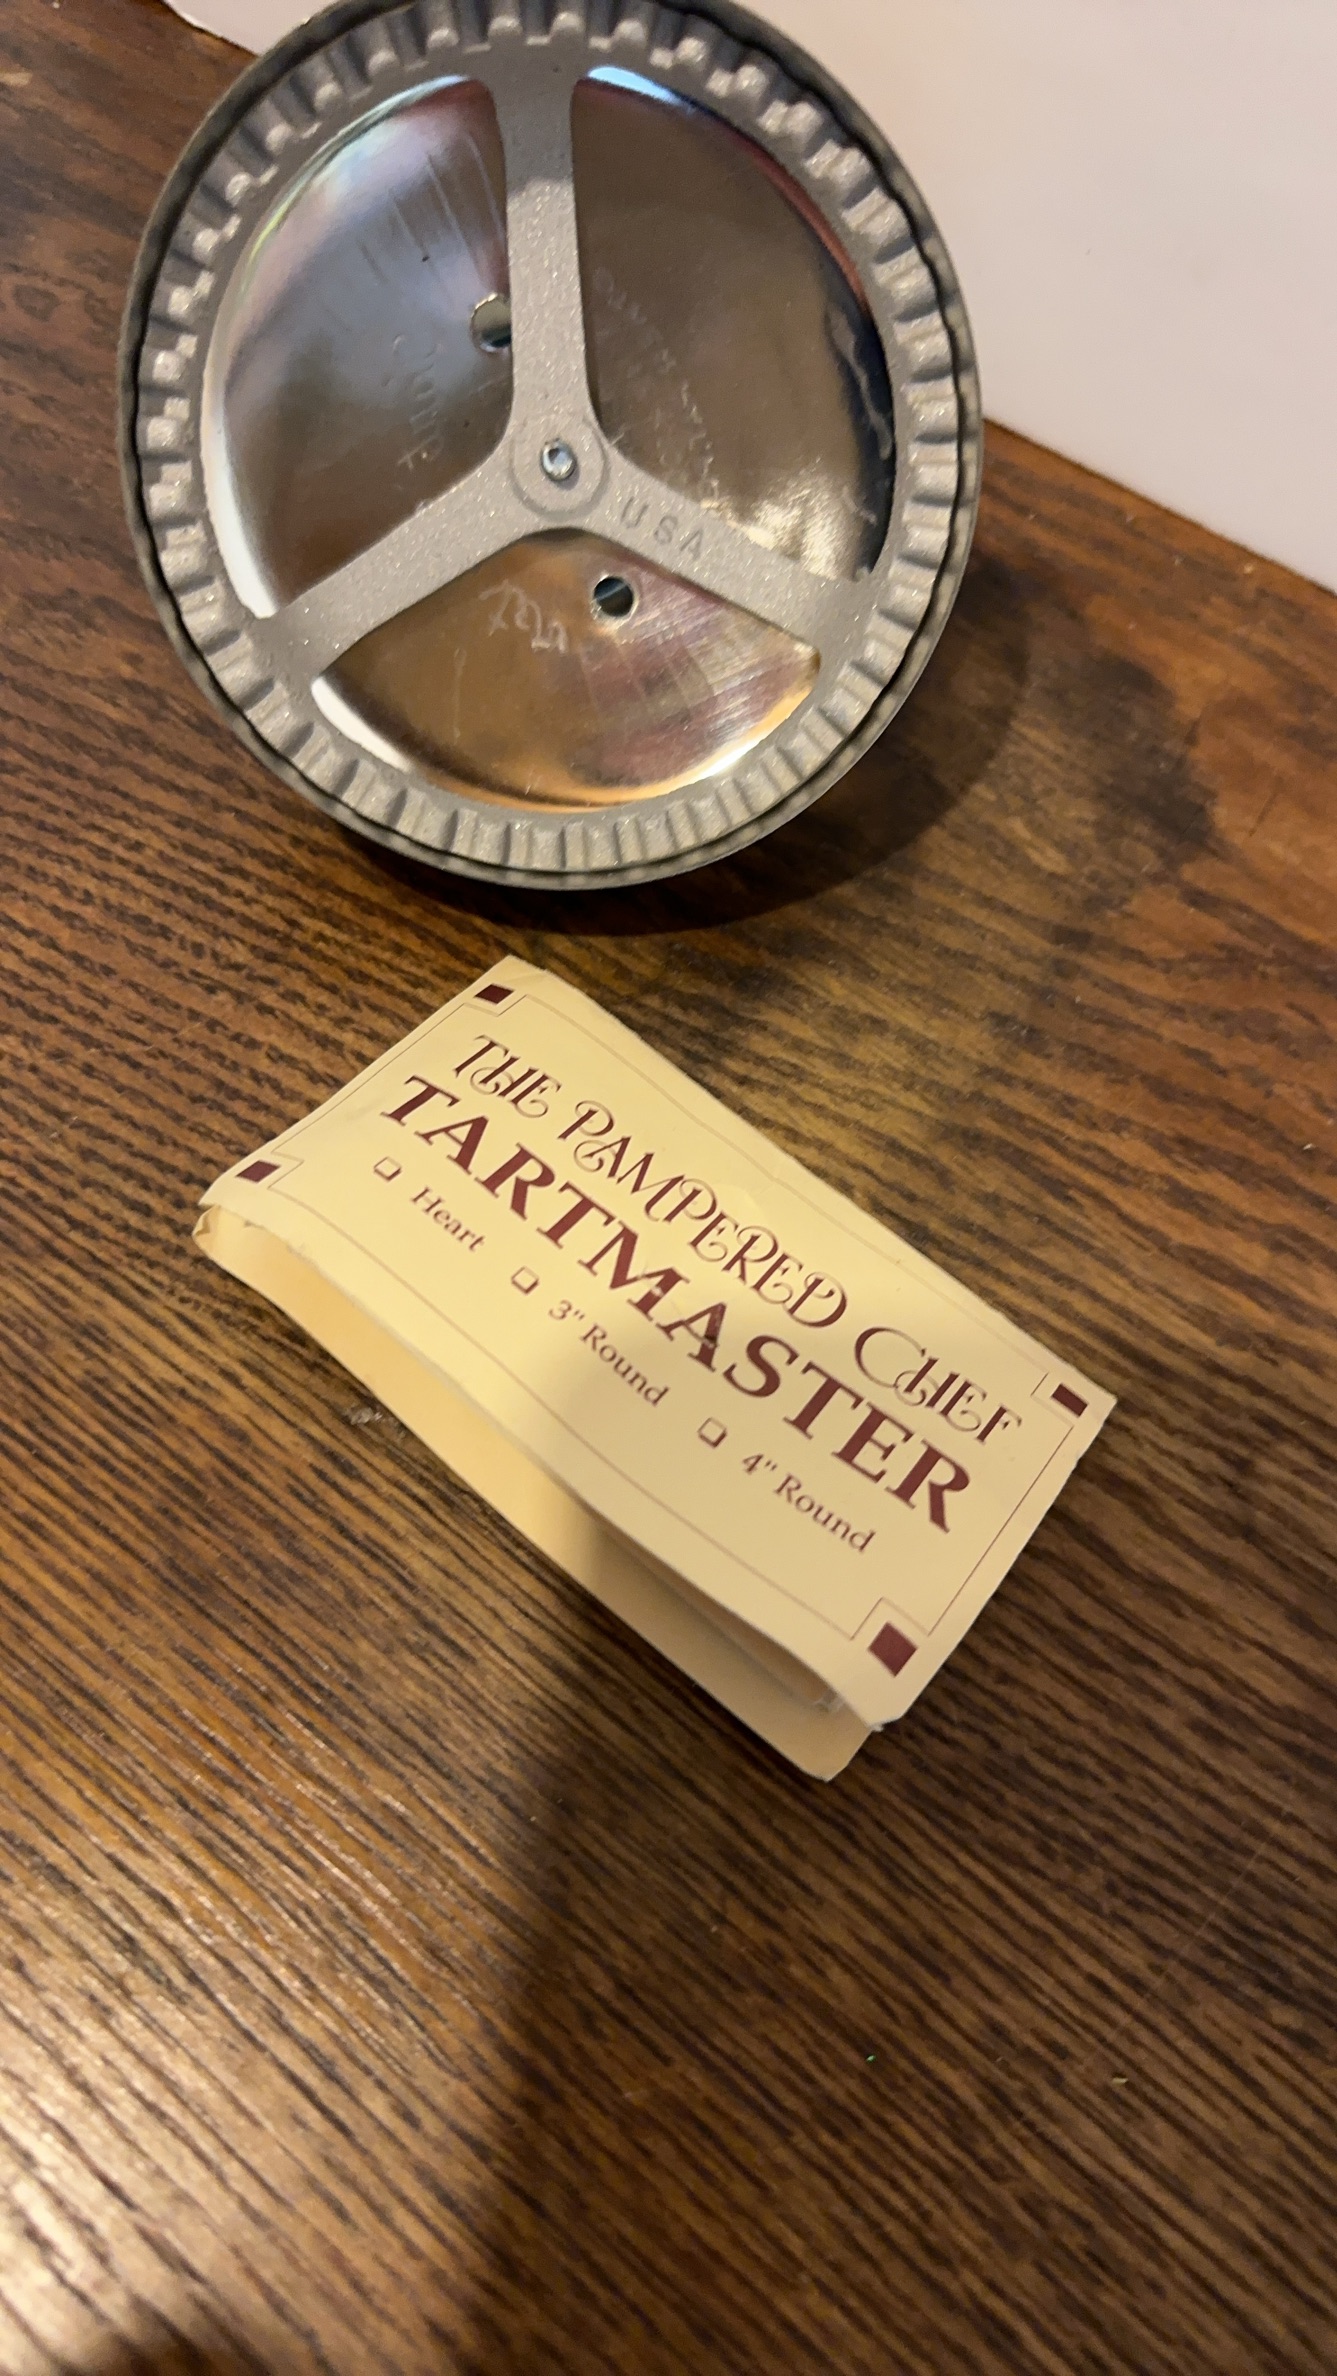 USA
THE PAMPERED CHEF
TARTMASTER
Heart
3" Round
4" Round